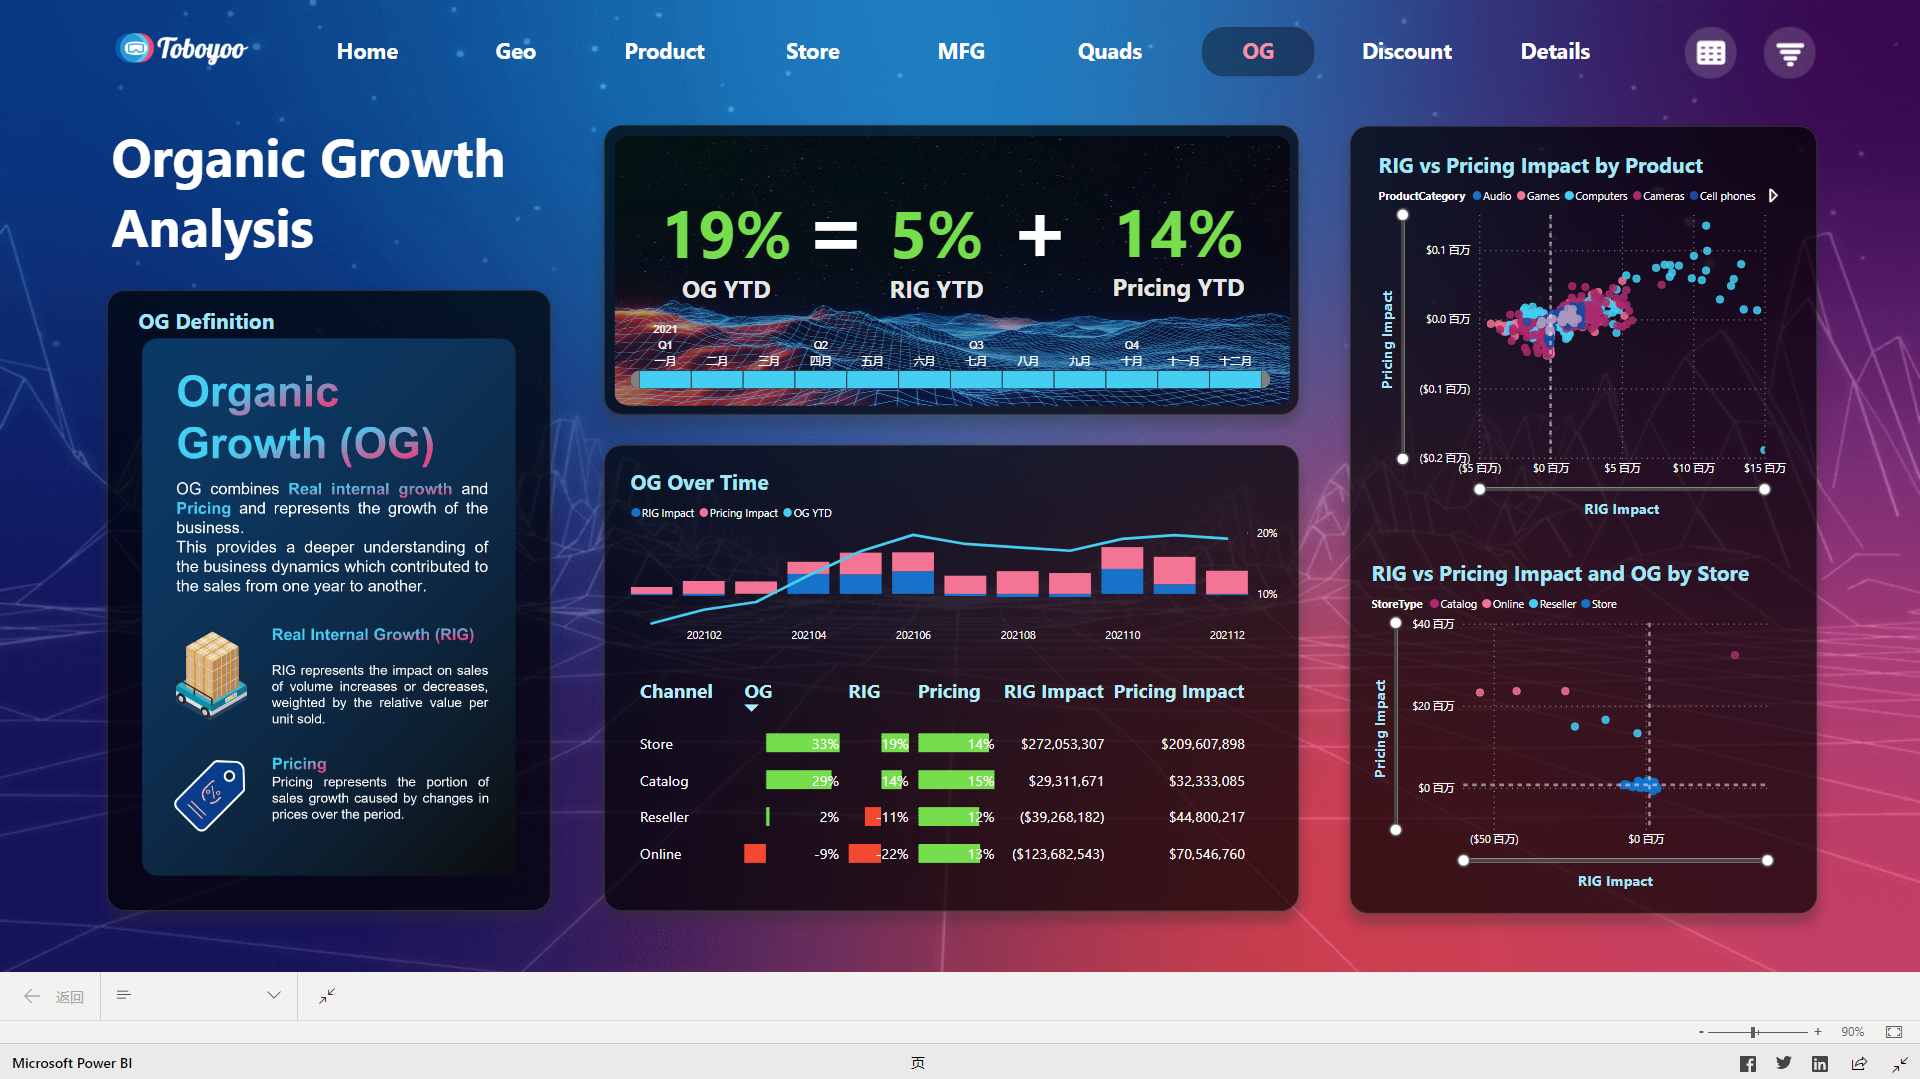 Toboyoo
Home
Geo
Product
Store
MFG
Quads
OG
Discount
Details
Organic Growth
Analysis
OG Definition
Organic
Growth (OG)
OG combines Real internal growth and
Pricing and represents the growth of the
business.
This provides a deeper understanding of
the business dynamics which contributed to
the sales from one year to another.
Real Internal Growth (RIG)
RIG represents the impact on sales
of volume increases or decreases,
weighted by the relative value per
unit sold.
Pricing
Pricing represents the portion of
sales growth caused by changes in
prices over the period.
19% = 5% + 14%
OG YTD
RIG YTD
Pricing YTD
2021
Q1 Q2 Q3 Q4
一月 二月 三月 四月 五月 六月 七月 八月 九月 十月 十一月 十二月
OG Over Time
RIG Impact Pricing Impact OG YTD
20%
10%
202102 202104 202106 202108 202110 202112
Channel OG RIG Pricing RIG Impact Pricing Impact
Store 33% 19% 14% $272,053,307 $209,607,898
Catalog 29% 14% 15% $29,311,671 $32,333,085
Reseller 2% -11% 12% ($39,268,182) $44,800,217
Online -9% -22% 13% ($123,682,543) $70,546,760
RIG vs Pricing Impact by Product
ProductCategory Audio Games Computers Cameras Cell phones
Pricing Impact
$0.1 百万
$0.0 百万
($0.1 百万)
($0.2 百万)
($5 百万) $0 百万 $5 百万 $10 百万 $15 百万
RIG Impact
RIG vs Pricing Impact and OG by Store
StoreType Catalog Online Reseller Store
Pricing Impact
$40 百万
$20 百万
$0 百万
($50 百万) $0 百万
RIG Impact
返回
- + 90%
Microsoft Power BI
页